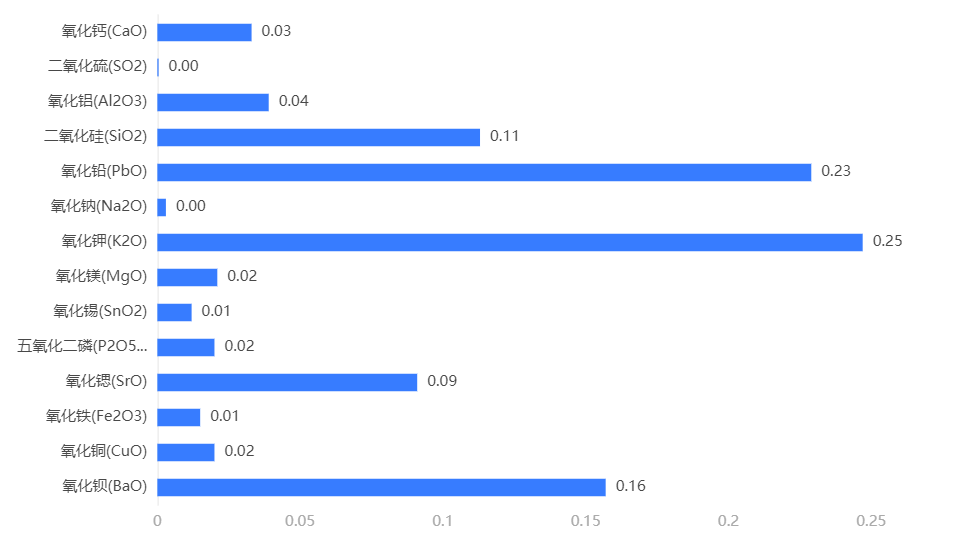 氧化钙(CaO) 0.03
二氧化硫(SO2) 0.00
氧化铝(Al2O3) 0.04
二氧化硅(SiO2) 0.11
氧化铅(PbO) 0.23
氧化钠(Na2O) 0.00
氧化钾(K2O) 0.25
氧化镁(MgO) 0.02
氧化锡(SnO2) 0.01
五氧化二磷(P2O5... 0.02
氧化锶(SrO) 0.09
氧化铁(Fe2O3) 0.01
氧化铜(CuO) 0.02
氧化钡(BaO) 0.16
0 0.05 0.1 0.15 0.2 0.25